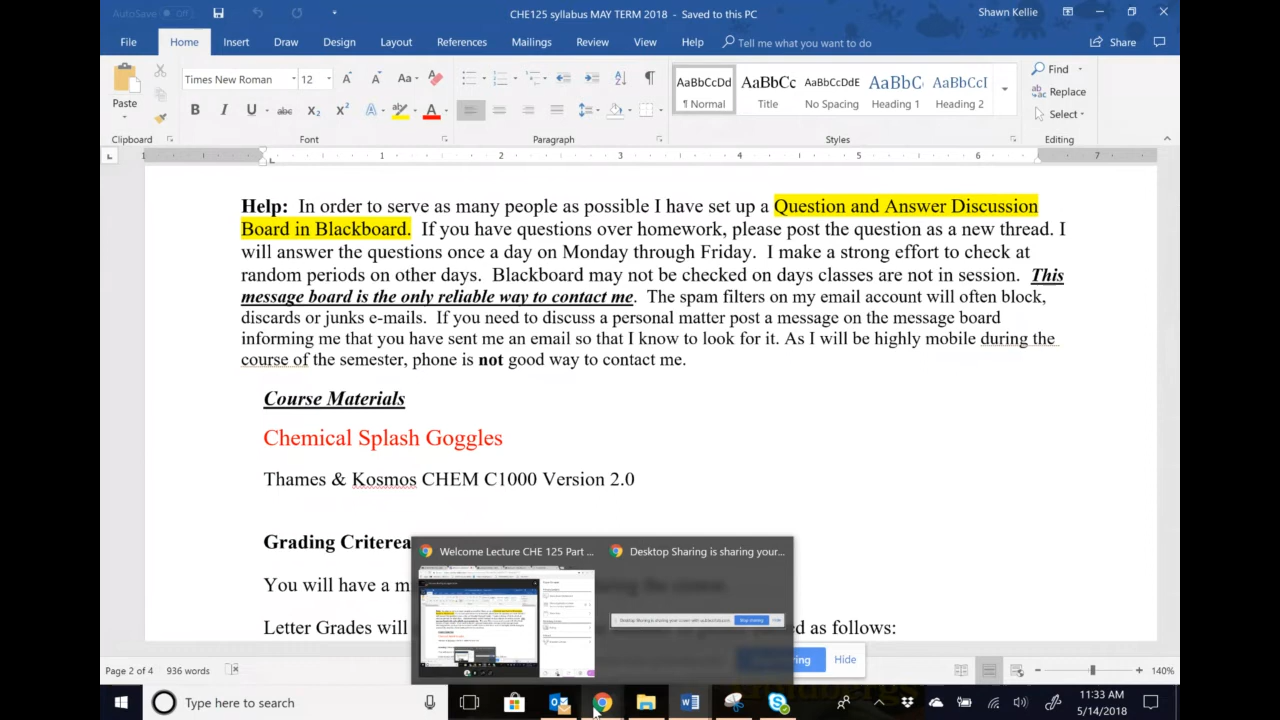 AutoSave Off
CHE125 syllabus MAY TERM 2018 - Saved to this PC
Shawn Kellie
File Home Insert Draw Design Layout References Mailings Review View Help Tell me what you want to do Share
Paste
Times New Roman 12
AaBbCcDd AaBbCc AaBbCcDdE AaBbC AaBbCcI
¶ Normal Title No Spacing Heading 1 Heading 2
Find
Replace
Select
Clipboard Font Paragraph Styles Editing
1 1 2 3 4 5 6 7
Help: In order to serve as many people as possible I have set up a Question and Answer Discussion
Board in Blackboard. If you have questions over homework, please post the question as a new thread. I
will answer the questions once a day on Monday through Friday. I make a strong effort to check at
random periods on other days. Blackboard may not be checked on days classes are not in session. This
message board is the only reliable way to contact me. The spam filters on my email account will often block,
discards or junks e-mails. If you need to discuss a personal matter post a message on the message board
informing me that you have sent me an email so that I know to look for it. As I will be highly mobile during the
course of the semester, phone is not good way to contact me.
Course Materials
Chemical Splash Goggles
Thames & Kosmos CHEM C1000 Version 2.0
Grading Criterea
Welcome Lecture CHE 125 Part ...
Desktop Sharing is sharing your...
You will have a m
Letter Grades will
d as follow
Hide
Page 2 of 4 936 words 140%
Type here to search
11:33 AM
5/14/2018